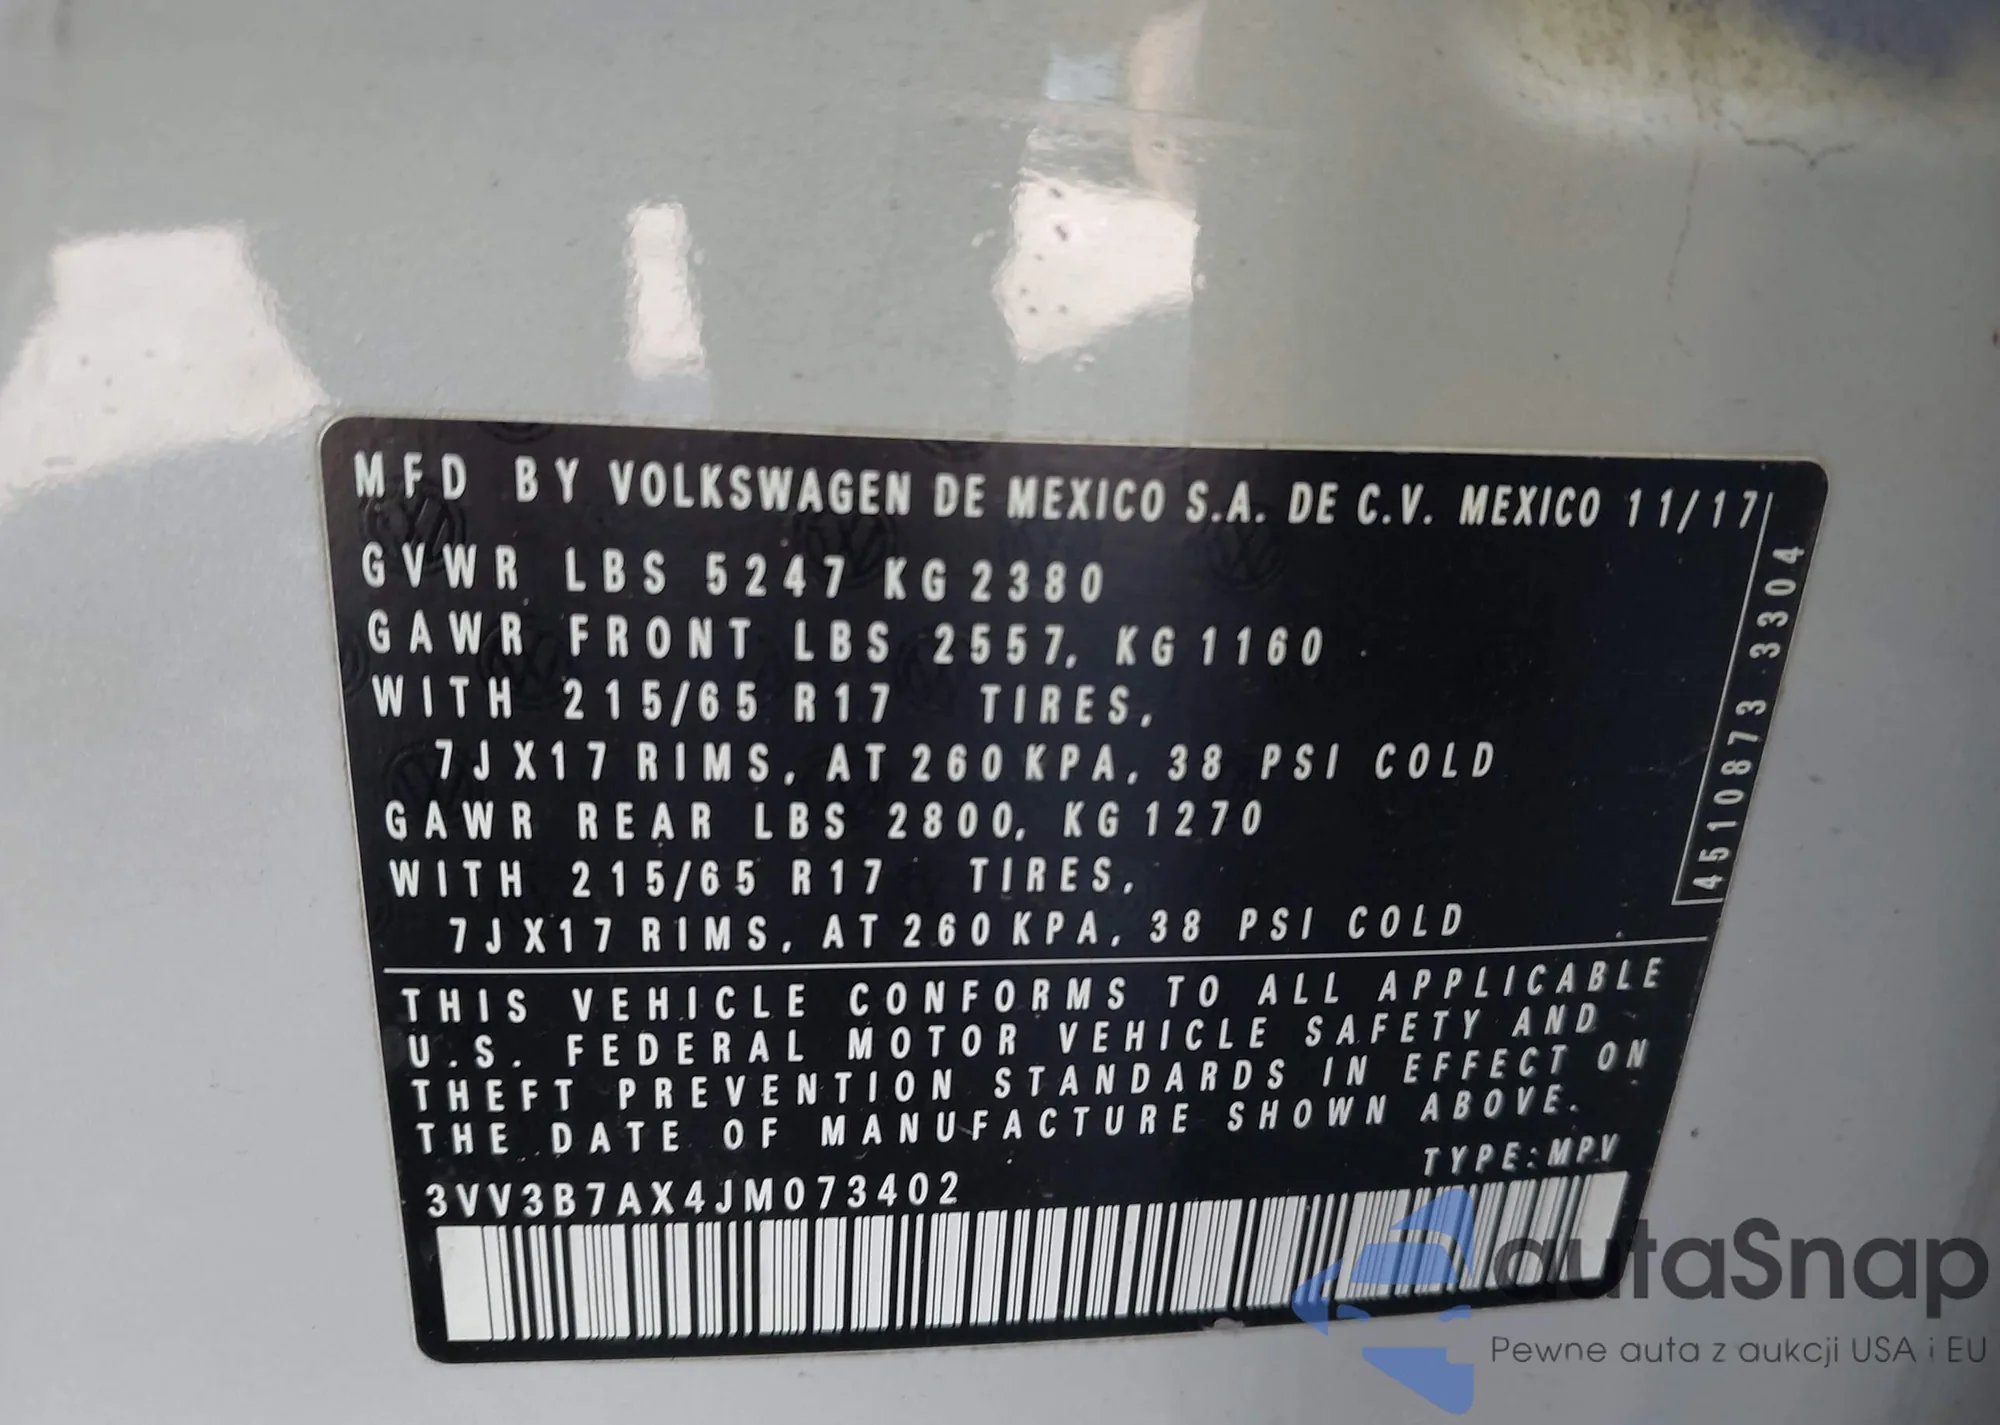 MFD BY VOLKSWAGEN DE MEXICO S.A. DE C.V. MEXICO 11/17
GVWR LBS 5247 KG 2380
GAWR FRONT LBS 2557, KG 1160
WITH 215/65 R17 TIRES,
7JX17 RIMS, AT 260 KPA, 38 PSI COLD
GAWR REAR LBS 2800, KG 1270
WITH 215/65 R17 TIRES,
7JX17 RIMS, AT 260 KPA, 38 PSI COLD
4510873 3304
THIS VEHICLE CONFORMS TO ALL APPLICABLE
U.S. FEDERAL MOTOR VEHICLE SAFETY AND
THEFT PREVENTION STANDARDS IN EFFECT ON
THE DATE OF MANUFACTURE SHOWN ABOVE.
TYPE: MPV
3VV3B7AX4JM073402
autaSnap
Pewne auta z aukcji USA i EU